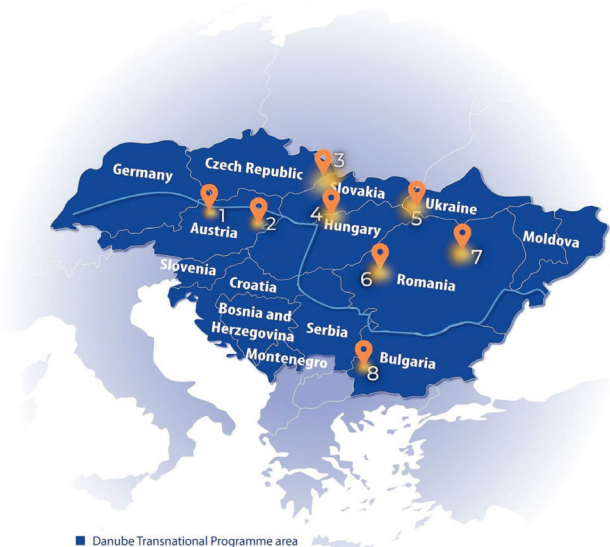 Germany
Czech Republic
3
Slovakia
1
2
4
Hungary
5
Ukraine
Austria
7
Moldova
Slovenia
6
Romania
Croatia
Bosnia and
Herzegovina
Serbia
Montenegro
8
Bulgaria
Danube Transnational Programme area